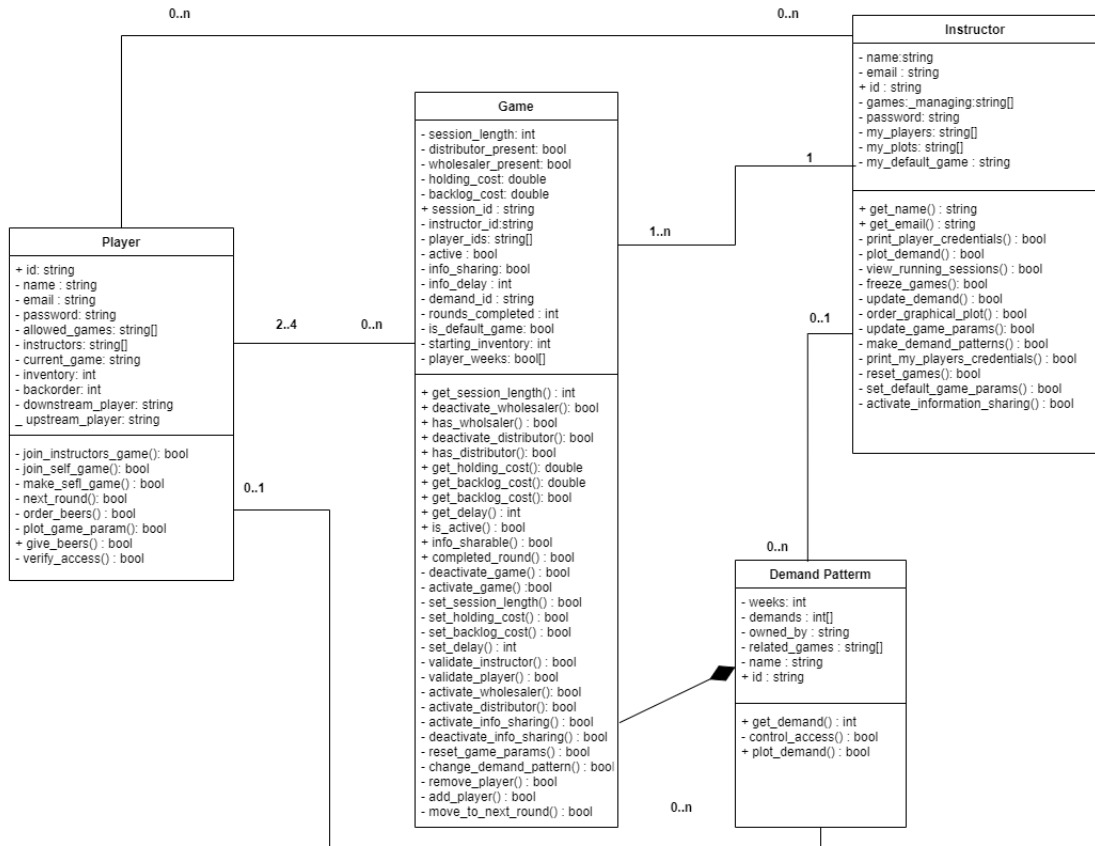 0..n
0..n
Instructor
- name:string
- email : string
+ id : string
- games:_managing:string[]
- password: string
- my_players: string[]
- my_plots: string[]
- my_default_game : string
+ get_name() : string
+ get_email() : string
- print_player_credentials() : bool
- plot_demand() : bool
- view_running_sessions() : bool
- freeze_games(): bool
- update_demand() : bool
- order_graphical_plot() : bool
- update_game_params() : bool
- make_demand_patterns() : bool
- print_my_players_credentials() : bool
- reset_games(): bool
- set_default_game_params() : bool
- activate_information_sharing() : bool
Game
- session_length: int
- distributor_present: bool
- wholesaler_present: bool
- holding_cost: double
- backlog_cost: double
+ session_id : string
- instructor_id:string
- player_ids: string[]
- active : bool
- info_sharing: bool
- info_delay : int
- demand_id : string
- rounds_completed : int
- is_default_game: bool
- starting_inventory: int
- player_weeks: bool[]
+ get_session_length() : int
+ deactivate_wholesaler(): bool
+ has_wholsaler() : bool
+ deactivate_distributor() : bool
+ has_distributor(): bool
+ get_holding_cost() : double
+ get_backlog_cost(): double
+ get_backlog_cost(): bool
+ get_delay() : int
+ is_active() : bool
+ info_sharable() : bool
+ completed_round() : bool
- deactivate_game() : bool
- activate_game() :bool
- set_session_length() : bool
- set_holding_cost() : bool
- set_backlog_cost() : bool
- set_delay() : int
- validate_instructor() : bool
- validate_player() : bool
- activate_wholesaler(): bool
- activate_distributor() : bool
- activate_info_sharing() : bool
- deactivate_info_sharing() : bool
- reset_game_params() : bool
- change_demand_pattern() : bool
- remove_player() : bool
- add_player() : bool
- move_to_next_round() : bool
1
1..n
Player
+ id: string
- name : string
- email : string
- password: string
- allowed_games: string[]
- instructors: string[]
- current_game: string
- inventory: int
- backorder: int
- downstream_player: string
_ upstream_player: string
- join_instructors_game(): bool
- join_self_game(): bool
- make_sefl_game() : bool
- next_round(): bool
- order_beers(): bool
- plot_game_param(): bool
+ give_beers() : bool
- verify_access() : bool
2..4
0..n
0..1
0..1
0..n
Demand Patterm
- weeks: int
- demands : int[]
- owned_by : string
- related_games : string[]
- name : string
+ id : string
+ get_demand() : int
- control_access() : bool
+ plot_demand() : bool
0..n